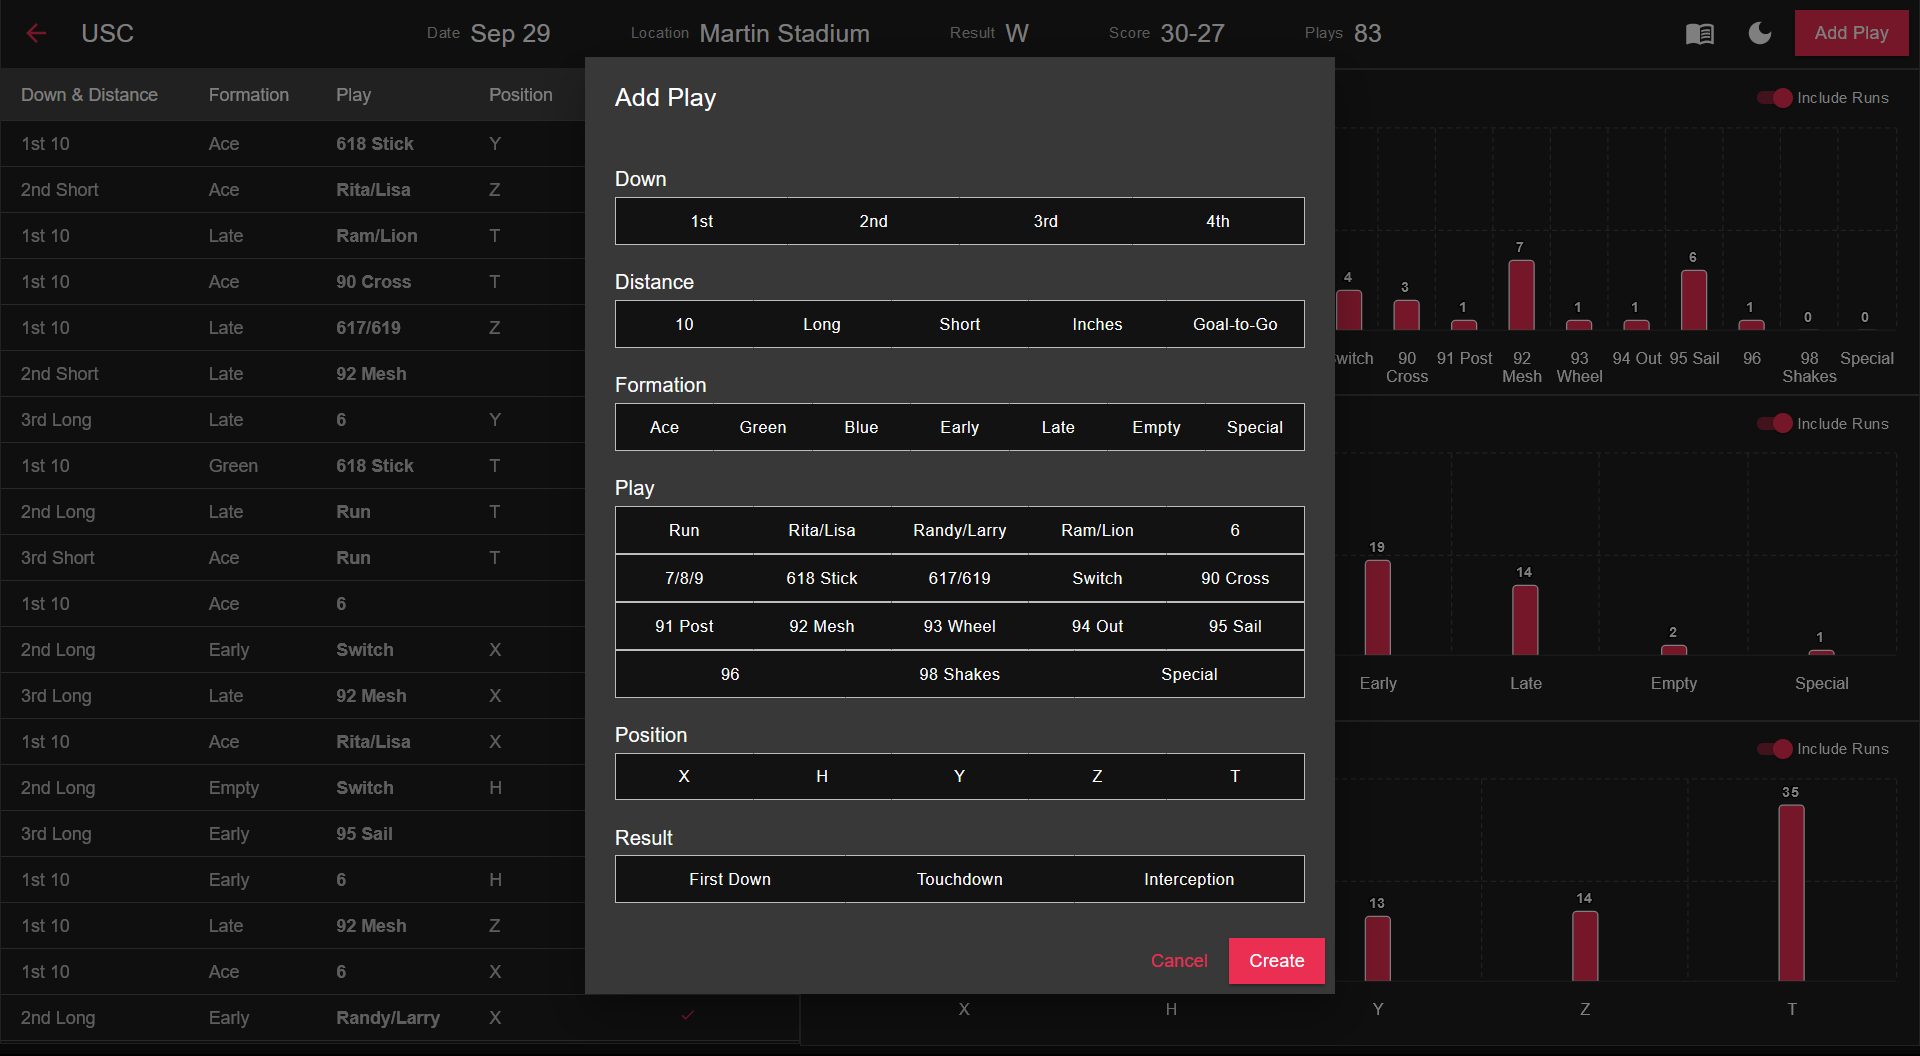 USC
Date Sep 29
Location Martin Stadium
Result W
Score 30-27
Plays 83
Add Play
Down & Distance Formation Play Position
1st 10 Ace 618 Stick Y
2nd Short Ace Rita/Lisa Z
1st 10 Late Ram/Lion T
1st 10 Ace 90 Cross T
1st 10 Late 617/619 Z
2nd Short Late 92 Mesh
3rd Long Late 6 Y
1st 10 Green 618 Stick T
2nd Long Late Run T
3rd Short Ace Run T
1st 10 Ace 6
2nd Long Early Switch X
3rd Long Late 92 Mesh X
1st 10 Ace Rita/Lisa X
2nd Long Empty Switch H
3rd Long Early 95 Sail
1st 10 Early 6 H
1st 10 Late 92 Mesh Z
1st 10 Ace 6 X
2nd Long Early Randy/Larry X
Add Play
Down
1st 2nd 3rd 4th
Distance
10 Long Short Inches Goal-to-Go
Formation
Ace Green Blue Early Late Empty Special
Play
Run Rita/Lisa Randy/Larry Ram/Lion 6
7/8/9 618 Stick 617/619 Switch 90 Cross
91 Post 92 Mesh 93 Wheel 94 Out 95 Sail
96 98 Shakes Special
Position
X H Y Z T
Result
First Down Touchdown Interception
Cancel Create
Include Runs
4 3 1 7 1 1 6 1 0 0
witch 90 Cross 91 Post 92 Mesh 93 Wheel 94 Out 95 Sail 96 98 Shakes Special
Include Runs
19 14 2 1
Early Late Empty Special
Include Runs
13 14 35
X H Y Z T